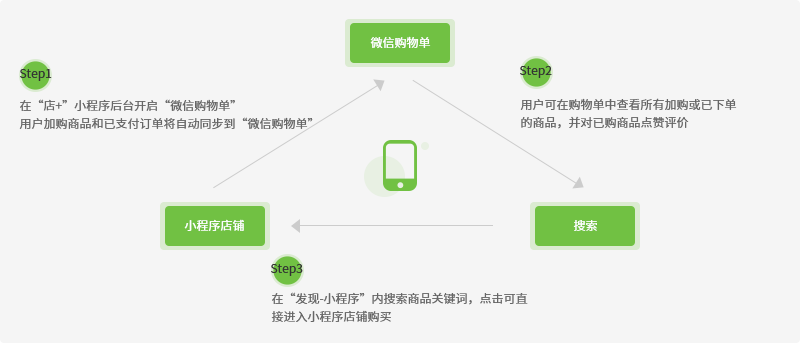 微信购物单
Step1
在“店+”小程序后台开启“微信购物单”
用户加购商品和已支付订单将自动同步到“微信购物单”
Step2
用户可在购物单中查看所有加购或已下单
的商品，并对已购商品点赞评价
小程序店铺
搜索
Step3
在“发现-小程序”内搜索商品关键词，点击可直
接进入小程序店铺购买